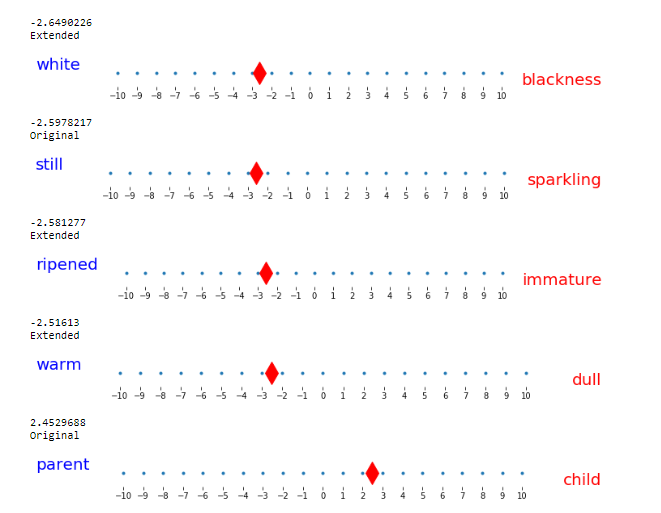 -2.6490226
Extended
white
blackness
−10 −9 −8 −7 −6 −5 −4 −3 −2 −1 0 1 2 3 4 5 6 7 8 9 10
-2.5978217
Original
still
sparkling
−10 −9 −8 −7 −6 −5 −4 −3 −2 −1 0 1 2 3 4 5 6 7 8 9 10
-2.581277
Extended
ripened
immature
−10 −9 −8 −7 −6 −5 −4 −3 −2 −1 0 1 2 3 4 5 6 7 8 9 10
-2.51613
Extended
warm
dull
−10 −9 −8 −7 −6 −5 −4 −3 −2 −1 0 1 2 3 4 5 6 7 8 9 10
2.4529688
Original
parent
child
−10 −9 −8 −7 −6 −5 −4 −3 −2 −1 0 1 2 3 4 5 6 7 8 9 10